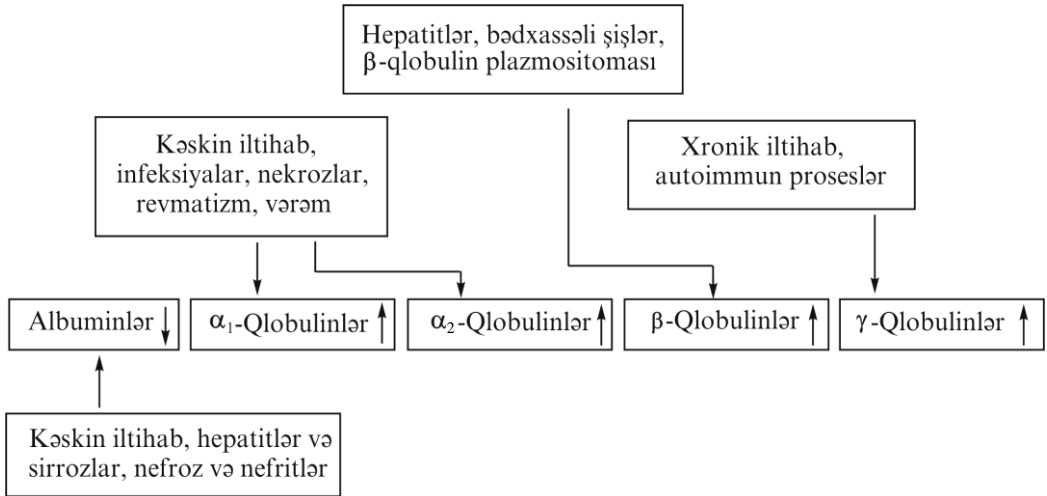 Hepatitlər, bədxassəli şişlər,
β-qlobulin plazmositoması
Kəskin iltihab,
infeksiyalar, nekrozlar,
revmatizm, vərəm
Xronik iltihab,
autoimmun proseslər
Albuminlər ↓
α₁-Qlobulinlər ↑
α₂-Qlobulinlər ↑
β-Qlobulinlər ↑
γ-Qlobulinlər ↑
Kəskin iltihab, hepatitlər və
sirrozlar, nefroz və nefritlər